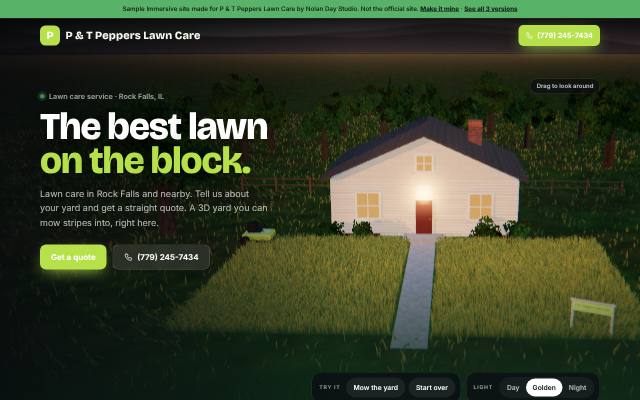 Sample Immersive site made for P & T Peppers Lawn Care by Nolan Day Studio. Not the official site. Make it mine · See all 3 versions
P P & T Peppers Lawn Care
(779) 245-7434
Drag to look around
Lawn care service · Rock Falls, IL
The best lawn
on the block.
Lawn care in Rock Falls and nearby. Tell us about
your yard and get a straight quote. A 3D yard you can
mow stripes into, right here.
Get a quote
(779) 245-7434
TRY IT Mow the yard Start over
LIGHT Day Golden Night